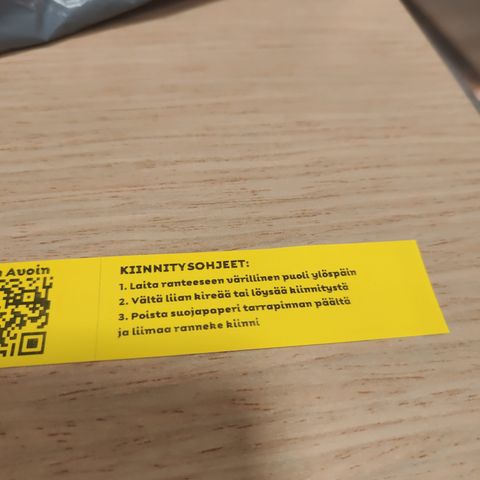 Avoin
KIINNITYSOHJEET:
1. Laita ranteeseen värillinen puoli ylöspäin
2. Vältä liian kireää tai löysää kiinnitystä
3. Poista suojapaperi tarrapinnan päältä
ja liimaa ranneke kiinni